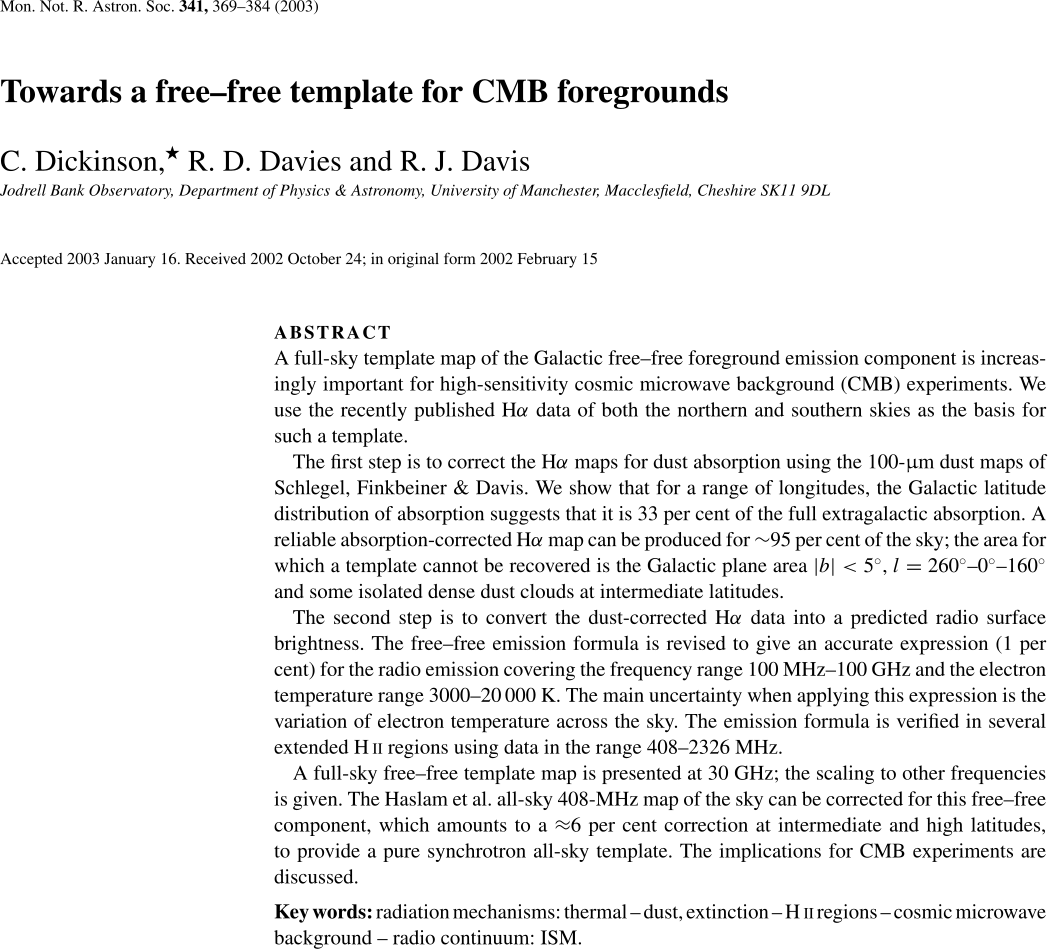 Mon. Not. R. Astron. Soc. 341, 369–384 (2003)
Towards a free–free template for CMB foregrounds
C. Dickinson,★ R. D. Davies and R. J. Davis
Jodrell Bank Observatory, Department of Physics & Astronomy, University of Manchester, Macclesfield, Cheshire SK11 9DL
Accepted 2003 January 16. Received 2002 October 24; in original form 2002 February 15
ABSTRACT
A full-sky template map of the Galactic free–free foreground emission component is increas-
ingly important for high-sensitivity cosmic microwave background (CMB) experiments. We
use the recently published Hα data of both the northern and southern skies as the basis for
such a template.
The first step is to correct the Hα maps for dust absorption using the 100-μm dust maps of
Schlegel, Finkbeiner & Davis. We show that for a range of longitudes, the Galactic latitude
distribution of absorption suggests that it is 33 per cent of the full extragalactic absorption. A
reliable absorption-corrected Hα map can be produced for ∼95 per cent of the sky; the area for
which a template cannot be recovered is the Galactic plane area |b| < 5°, l = 260°–0°–160°
and some isolated dense dust clouds at intermediate latitudes.
The second step is to convert the dust-corrected Hα data into a predicted radio surface
brightness. The free–free emission formula is revised to give an accurate expression (1 per
cent) for the radio emission covering the frequency range 100 MHz–100 GHz and the electron
temperature range 3000–20 000 K. The main uncertainty when applying this expression is the
variation of electron temperature across the sky. The emission formula is verified in several
extended H II regions using data in the range 408–2326 MHz.
A full-sky free–free template map is presented at 30 GHz; the scaling to other frequencies
is given. The Haslam et al. all-sky 408-MHz map of the sky can be corrected for this free–free
component, which amounts to a ≈6 per cent correction at intermediate and high latitudes,
to provide a pure synchrotron all-sky template. The implications for CMB experiments are
discussed.
Key words: radiation mechanisms: thermal – dust, extinction – H II regions – cosmic microwave
background – radio continuum: ISM.